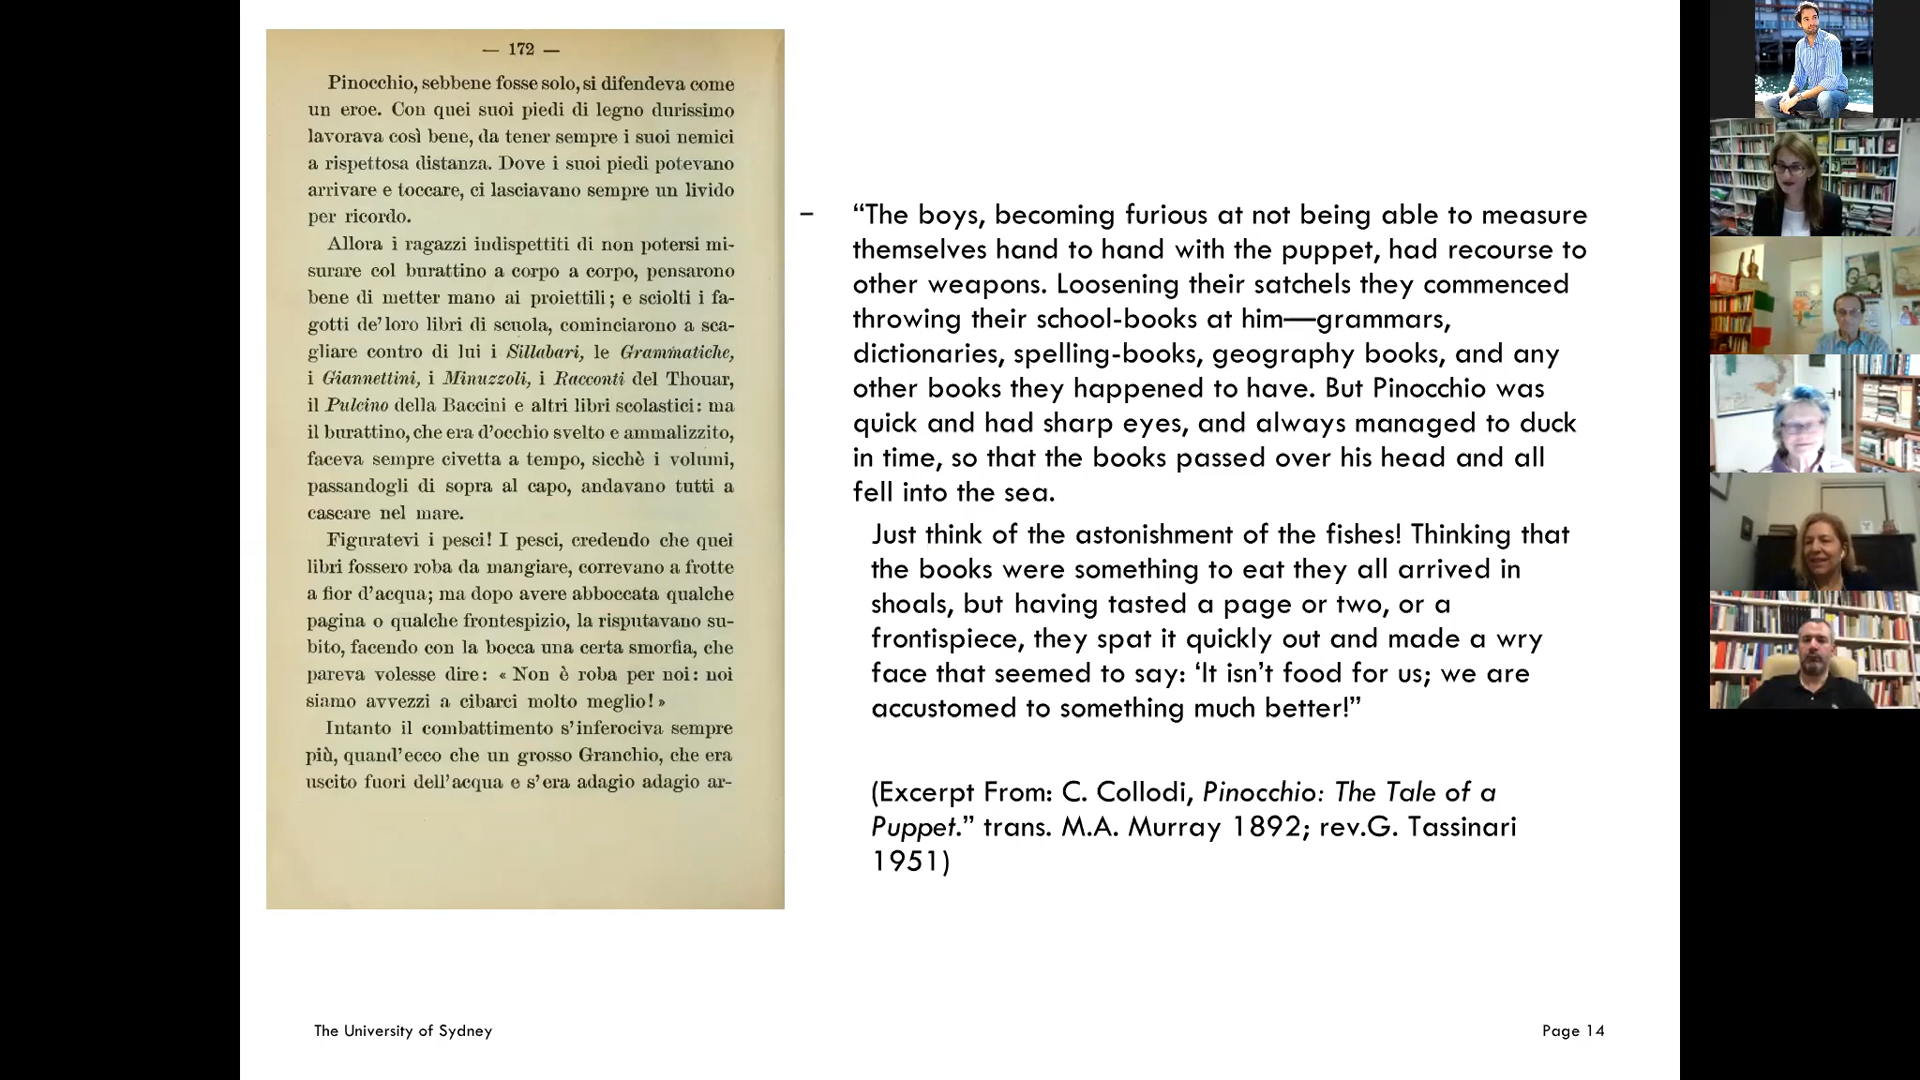 — 172 —
Pinocchio, sebbene fosse solo, si difendeva come
un eroe. Con quei suoi piedi di legno durissimo
lavorava così bene, da tener sempre i suoi nemici
a rispettosa distanza. Dove i suoi piedi potevano
arrivare e toccare, ci lasciavano sempre un livido
per ricordo.
Allora i ragazzi indispettiti di non potersi mi-
surare col burattino a corpo a corpo, pensarono
bene di metter mano ai proiettili; e sciolti i fa-
gotti de'loro libri di scuola, cominciarono a sca-
gliare contro di lui i Sillabari, le Grammatiche,
i Giannettini, i Minuzzoli, i Racconti del Thouar,
il Pulcino della Baccini e altri libri scolastici: ma
il burattino, che era d'occhio svelto e ammalizzito,
faceva sempre civetta a tempo, sicchè i volumi,
passandogli di sopra al capo, andavano tutti a
cascare nel mare.
Figuratevi i pesci! I pesci, credendo che quei
libri fossero roba da mangiare, correvano a frotte
a fior d'acqua; ma dopo avere abboccata qualche
pagina o qualche frontespizio, la risputavano su-
bito, facendo con la bocca una certa smorfia, che
pareva volesse dire: « Non è roba per noi: noi
siamo avvezzi a cibarci molto meglio! »
Intanto il combattimento s'inferociva sempre
più, quand'ecco che un grosso Granchio, che era
uscito fuori dell'acqua e s'era adagio adagio ar-
– “The boys, becoming furious at not being able to measure
themselves hand to hand with the puppet, had recourse to
other weapons. Loosening their satchels they commenced
throwing their school-books at him—grammars,
dictionaries, spelling-books, geography books, and any
other books they happened to have. But Pinocchio was
quick and had sharp eyes, and always managed to duck
in time, so that the books passed over his head and all
fell into the sea.
Just think of the astonishment of the fishes! Thinking that
the books were something to eat they all arrived in
shoals, but having tasted a page or two, or a
frontispiece, they spat it quickly out and made a wry
face that seemed to say: ‘It isn’t food for us; we are
accustomed to something much better!”
(Excerpt From: C. Collodi, Pinocchio: The Tale of a
Puppet.” trans. M.A. Murray 1892; rev.G. Tassinari
1951)
The University of Sydney
Page 14